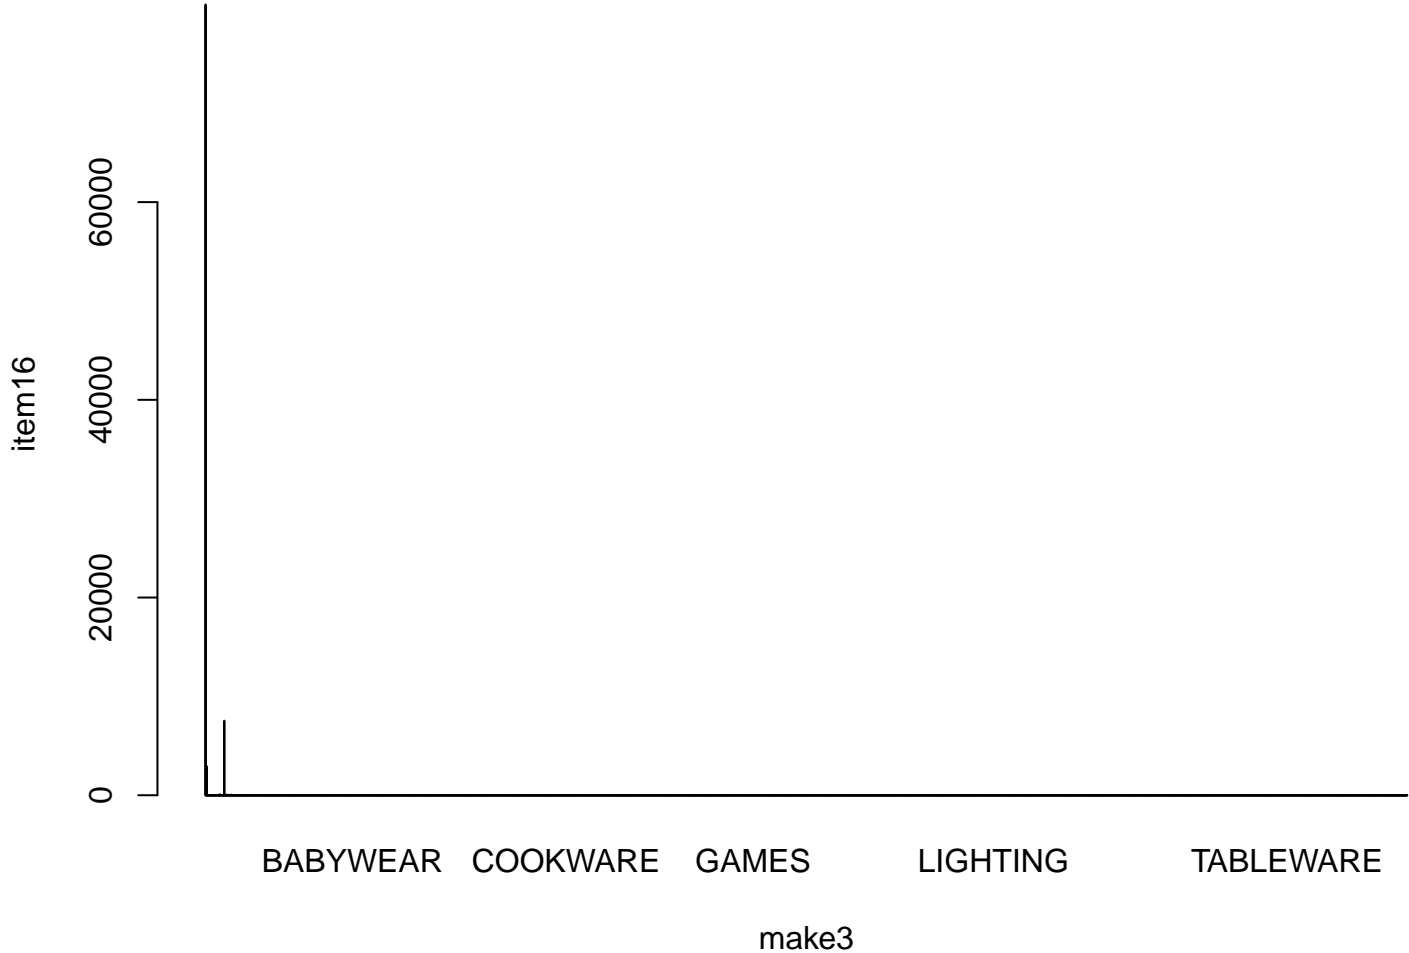 60000
40000
20000
0
item16
BABYWEAR COOKWARE GAMES LIGHTING TABLEWARE
make3